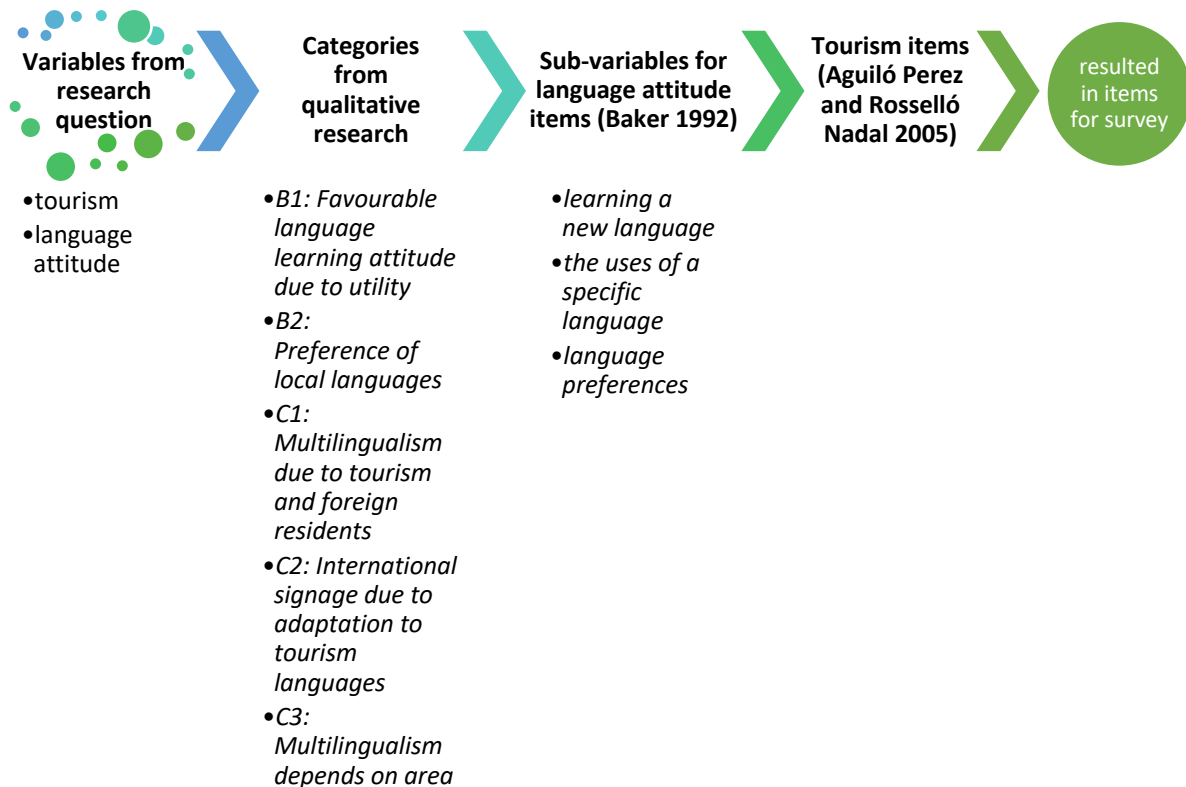 Variables from
research
question
•tourism
•language
attitude
Categories
from
qualitative
research
•B1: Favourable
language
learning attitude
due to utility
•B2:
Preference of
local languages
•C1:
Multilingualism
due to tourism
and foreign
residents
•C2: International
signage due to
adaptation to
tourism
languages
•C3:
Multilingualism
depends on area
Sub-variables for
language attitude
items (Baker 1992)
•learning a
new language
•the uses of a
specific
language
•language
preferences
Tourism items
(Aguiló Perez
and Rosselló
Nadal 2005)
resulted
in items
for survey